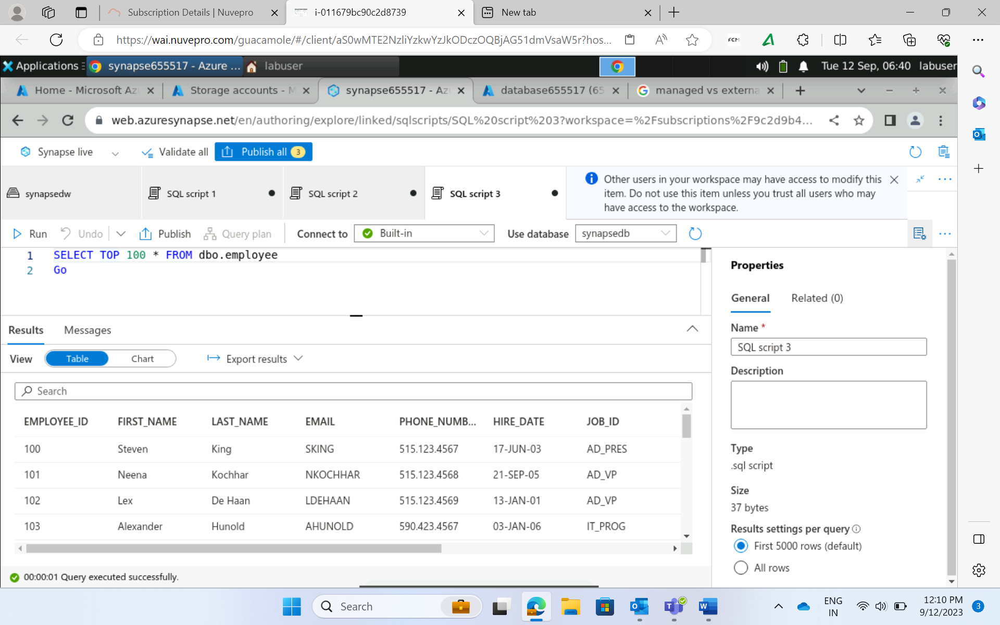 Subscription Details | Nuvepro
i-011679bc90c2d8739
New tab
https://wai.nuvepro.com/guacamole/#/client/aS0wMTE2NzliYzkwYzJkODczOQBjAG51dmVsaW5r?hos...
FCM
Applications
synapse655517 - Azure ...
labuser
Tue 12 Sep, 06:40 labuser
Home - Microsoft Az
Storage accounts - M
synapse655517 - Az
database655517 (65
managed vs externa
web.azuresynapse.net/en/authoring/explore/linked/sqlscripts/SQL%20script%203?workspace=%2Fsubscriptions%2F9c2d9b4...
Synapse live
Validate all
Publish all 3
synapsedw
SQL script 1
SQL script 2
SQL script 3
Other users in your workspace may have access to modify this
item. Do not use this item unless you trust all users who may
have access to the workspace.
Run
Undo
Publish
Query plan
Connect to
Built-in
Use database
synapsedb
1 SELECT TOP 100 * FROM dbo.employee
2 Go
Results
Messages
View
Table
Chart
Export results
Search
EMPLOYEE_ID FIRST_NAME LAST_NAME EMAIL PHONE_NUMB... HIRE_DATE JOB_ID
100 Steven King SKING 515.123.4567 17-JUN-03 AD_PRES
101 Neena Kochhar NKOCHHAR 515.123.4568 21-SEP-05 AD_VP
102 Lex De Haan LDEHAAN 515.123.4569 13-JAN-01 AD_VP
103 Alexander Hunold AHUNOLD 590.423.4567 03-JAN-06 IT_PROG
00:00:01 Query executed successfully.
Properties
General
Related (0)
Name *
SQL script 3
Description
Type
.sql script
Size
37 bytes
Results settings per query
First 5000 rows (default)
All rows
Search
ENG
IN
12:10 PM
9/12/2023
3